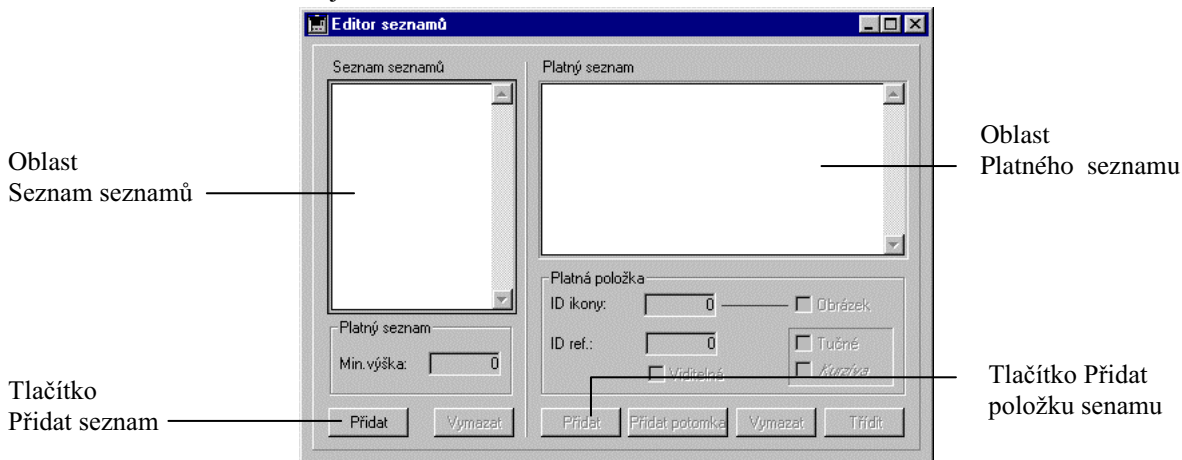 Editor seznamů
Seznam seznamů
Platný seznam
Oblast
Seznam seznamů
Oblast
Platného seznamu
Platná položka
ID ikony: 0 Obrázek
Platný seznam
ID ref.: 0 Tučné
Min.výška: 0
Viditelná Kurzíva
Tlačítko
Přidat seznam
Tlačítko Přidat
položku senamu
Přidat Vymazat Přidat Přidat potomka Vymazat Třídit